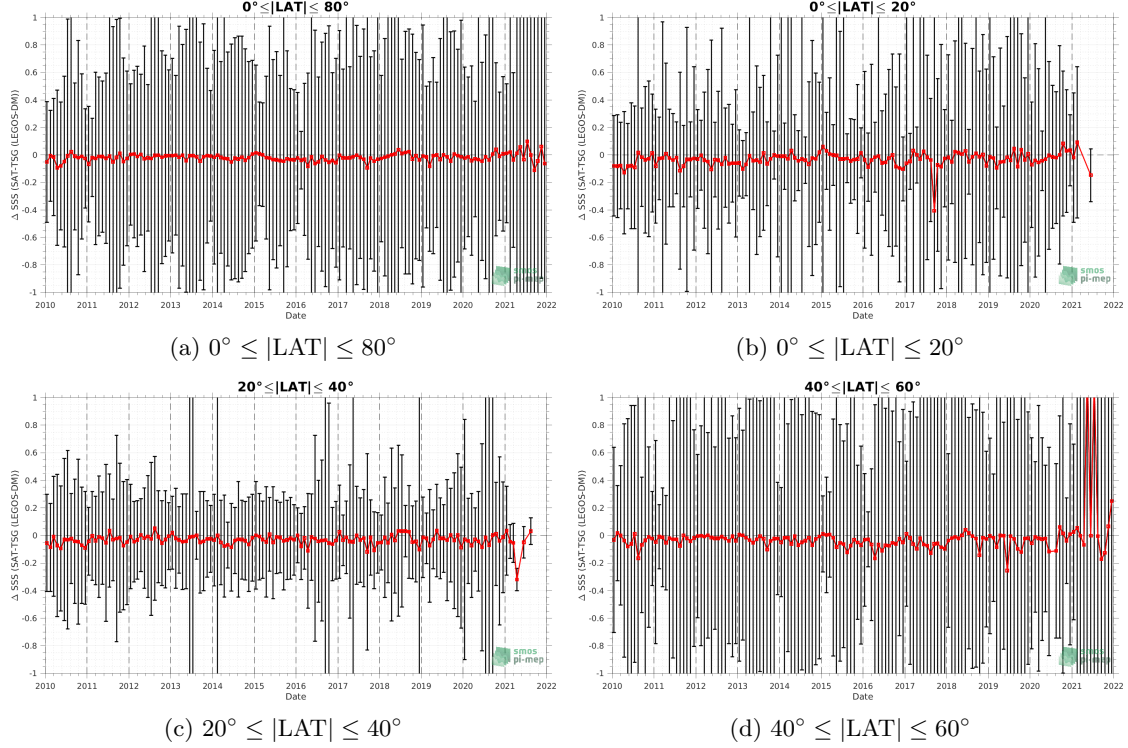 0°≤|LAT|≤ 80°
1
0.8
0.6
0.4
0.2
0
-0.2
-0.4
-0.6
-0.8
-1
Δ SSS (SAT-TSG (LEGOS-DM))
2010 2011 2012 2013 2014 2015 2016 2017 2018 2019 2020 2021 2022
Date
smos
pi-mep
(a) 0° ≤ |LAT| ≤ 80°
0°≤|LAT|≤ 20°
1
0.8
0.6
0.4
0.2
0
-0.2
-0.4
-0.6
-0.8
-1
Δ SSS (SAT-TSG (LEGOS-DM))
2010 2011 2012 2013 2014 2015 2016 2017 2018 2019 2020 2021 2022
Date
smos
pi-mep
(b) 0° ≤ |LAT| ≤ 20°
20°≤|LAT|≤ 40°
1
0.8
0.6
0.4
0.2
0
-0.2
-0.4
-0.6
-0.8
-1
Δ SSS (SAT-TSG (LEGOS-DM))
2010 2011 2012 2013 2014 2015 2016 2017 2018 2019 2020 2021 2022
Date
smos
pi-mep
(c) 20° ≤ |LAT| ≤ 40°
40°≤|LAT|≤ 60°
1
0.8
0.6
0.4
0.2
0
-0.2
-0.4
-0.6
-0.8
-1
Δ SSS (SAT-TSG (LEGOS-DM))
2010 2011 2012 2013 2014 2015 2016 2017 2018 2019 2020 2021 2022
Date
smos
pi-mep
(d) 40° ≤ |LAT| ≤ 60°